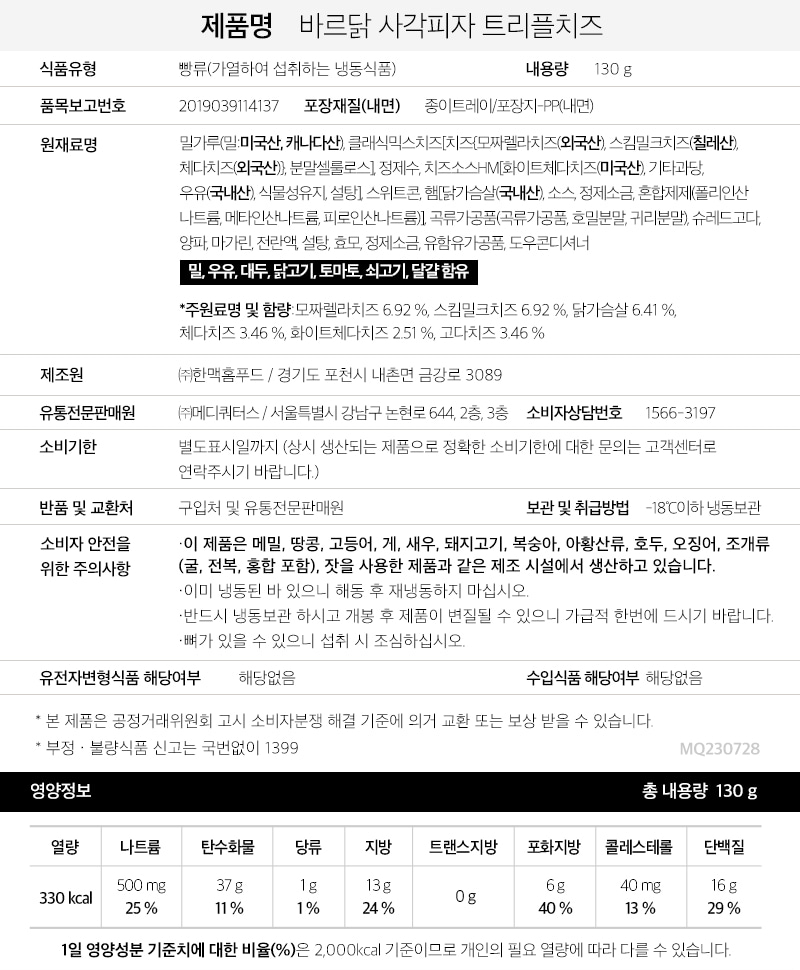 제품명 바르닭 사각피자 트리플치즈
식품유형 빵류(가열하여 섭취하는 냉동식품) 내용량 130 g
품목보고번호 2019039114137 포장재질(내면) 종이트레이/포장지-PP(내면)
원재료명 밀가루(밀:미국산, 캐나다산), 클래식믹스치즈[치즈{모짜렐라치즈(외국산), 스킴밀크치즈(칠레산),
체다치즈(외국산)}, 분말셀룰로스], 정제수, 치즈소스HM[화이트체다치즈(미국산), 기타과당,
우유(국내산), 식물성유지, 설탕], 스위트콘, 햄[닭가슴살(국내산), 소스, 정제소금, 혼합제제(폴리인산
나트륨, 메타인산나트륨, 피로인산나트륨)], 곡류가공품(곡류가공품, 호밀분말, 귀리분말), 슈레드고다,
양파, 마가린, 전란액, 설탕, 효모, 정제소금, 유함유가공품, 도우콘디셔너
밀, 우유, 대두, 닭고기, 토마토, 쇠고기, 달걀 함유
*주원료명 및 함량:모짜렐라치즈 6.92 %, 스킴밀크치즈 6.92 %, 닭가슴살 6.41 %,
체다치즈 3.46 %, 화이트체다치즈 2.51 %, 고다치즈 3.46 %
제조원 ㈜한맥홈푸드 / 경기도 포천시 내촌면 금강로 3089
유통전문판매원 ㈜메디쿼터스 / 서울특별시 강남구 논현로 644, 2층, 3층 소비자상담번호 1566-3197
소비기한 별도표시일까지 (상시 생산되는 제품으로 정확한 소비기한에 대한 문의는 고객센터로
연락주시기 바랍니다.)
반품 및 교환처 구입처 및 유통전문판매원 보관 및 취급방법 -18℃이하 냉동보관
소비자 안전을 ·이 제품은 메밀, 땅콩, 고등어, 게, 새우, 돼지고기, 복숭아, 아황산류, 호두, 오징어, 조개류
위한 주의사항 (굴, 전복, 홍합 포함), 잣을 사용한 제품과 같은 제조 시설에서 생산하고 있습니다.
·이미 냉동된 바 있으니 해동 후 재냉동하지 마십시오.
·반드시 냉동보관 하시고 개봉 후 제품이 변질될 수 있으니 가급적 한번에 드시기 바랍니다.
·뼈가 있을 수 있으니 섭취 시 조심하십시오.
유전자변형식품 해당여부 해당없음 수입식품 해당여부 해당없음
* 본 제품은 공정거래위원회 고시 소비자분쟁 해결 기준에 의거 교환 또는 보상 받을 수 있습니다.
* 부정 · 불량식품 신고는 국번없이 1399 MQ230728
영양정보 총 내용량 130 g
열량 나트륨 탄수화물 당류 지방 트랜스지방 포화지방 콜레스테롤 단백질
330 kcal 500 mg 37 g 1 g 13 g 0 g 6 g 40 mg 16 g
25 % 11 % 1 % 24 % 40 % 13 % 29 %
1일 영양성분 기준치에 대한 비율(%)은 2,000kcal 기준이므로 개인의 필요 열량에 따라 다를 수 있습니다.